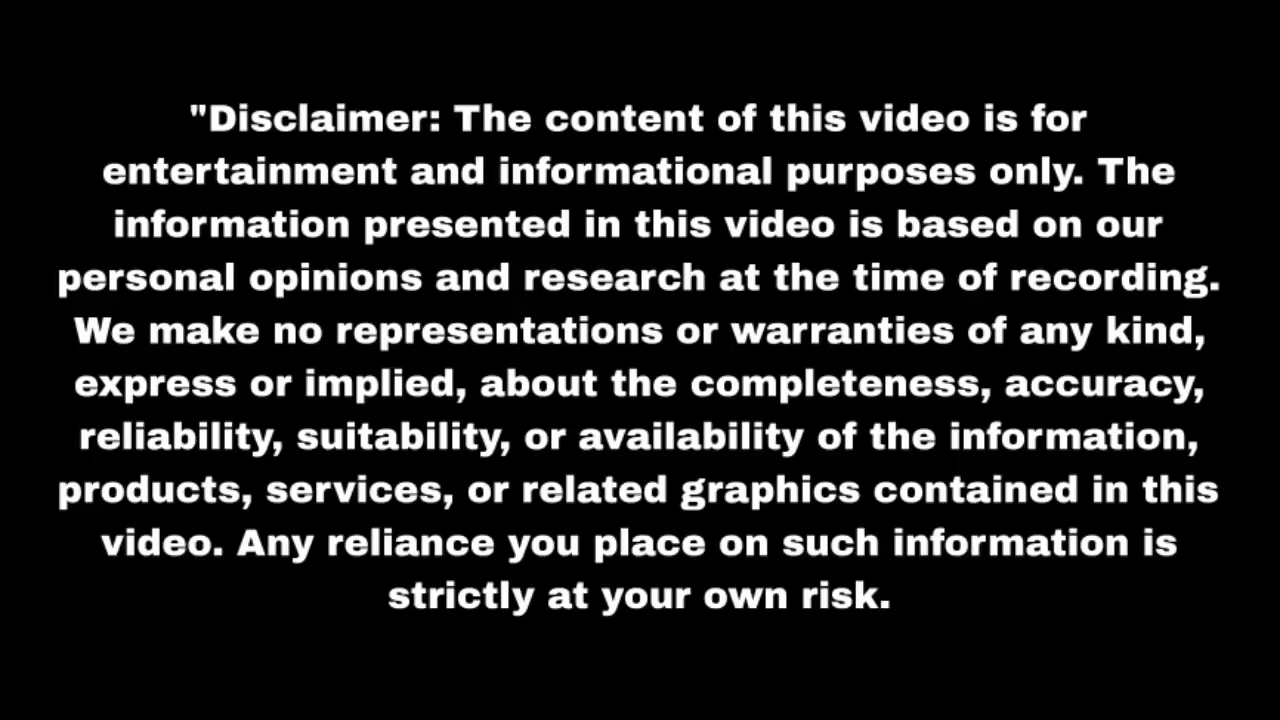 "Disclaimer: The content of this video is for
entertainment and informational purposes only. The
information presented in this video is based on our
personal opinions and research at the time of recording.
We make no representations or warranties of any kind,
express or implied, about the completeness, accuracy,
reliability, suitability, or availability of the information,
products, services, or related graphics contained in this
video. Any reliance you place on such information is
strictly at your own risk.